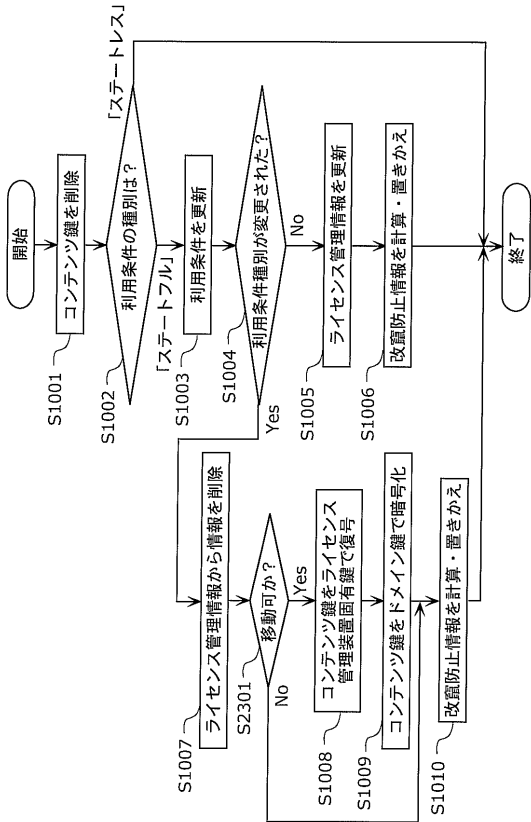 開始
S1001
コンテンツ鍵を削除
S1002
利用条件の種別は？
「ステートレス」
「ステートフル」
S1003
利用条件を更新
S1004
利用条件種別が変更された？
Yes
No
S1005
ライセンス管理情報を更新
S1006
改竄防止情報を計算・置きかえ
S1007
ライセンス管理情報から情報を削除
S2301
移動可か？
No
Yes
S1008
コンテンツ鍵をライセンス
管理装置固有鍵で復号
S1009
コンテンツ鍵をドメイン鍵で暗号化
S1010
改竄防止情報を計算・置きかえ
終了